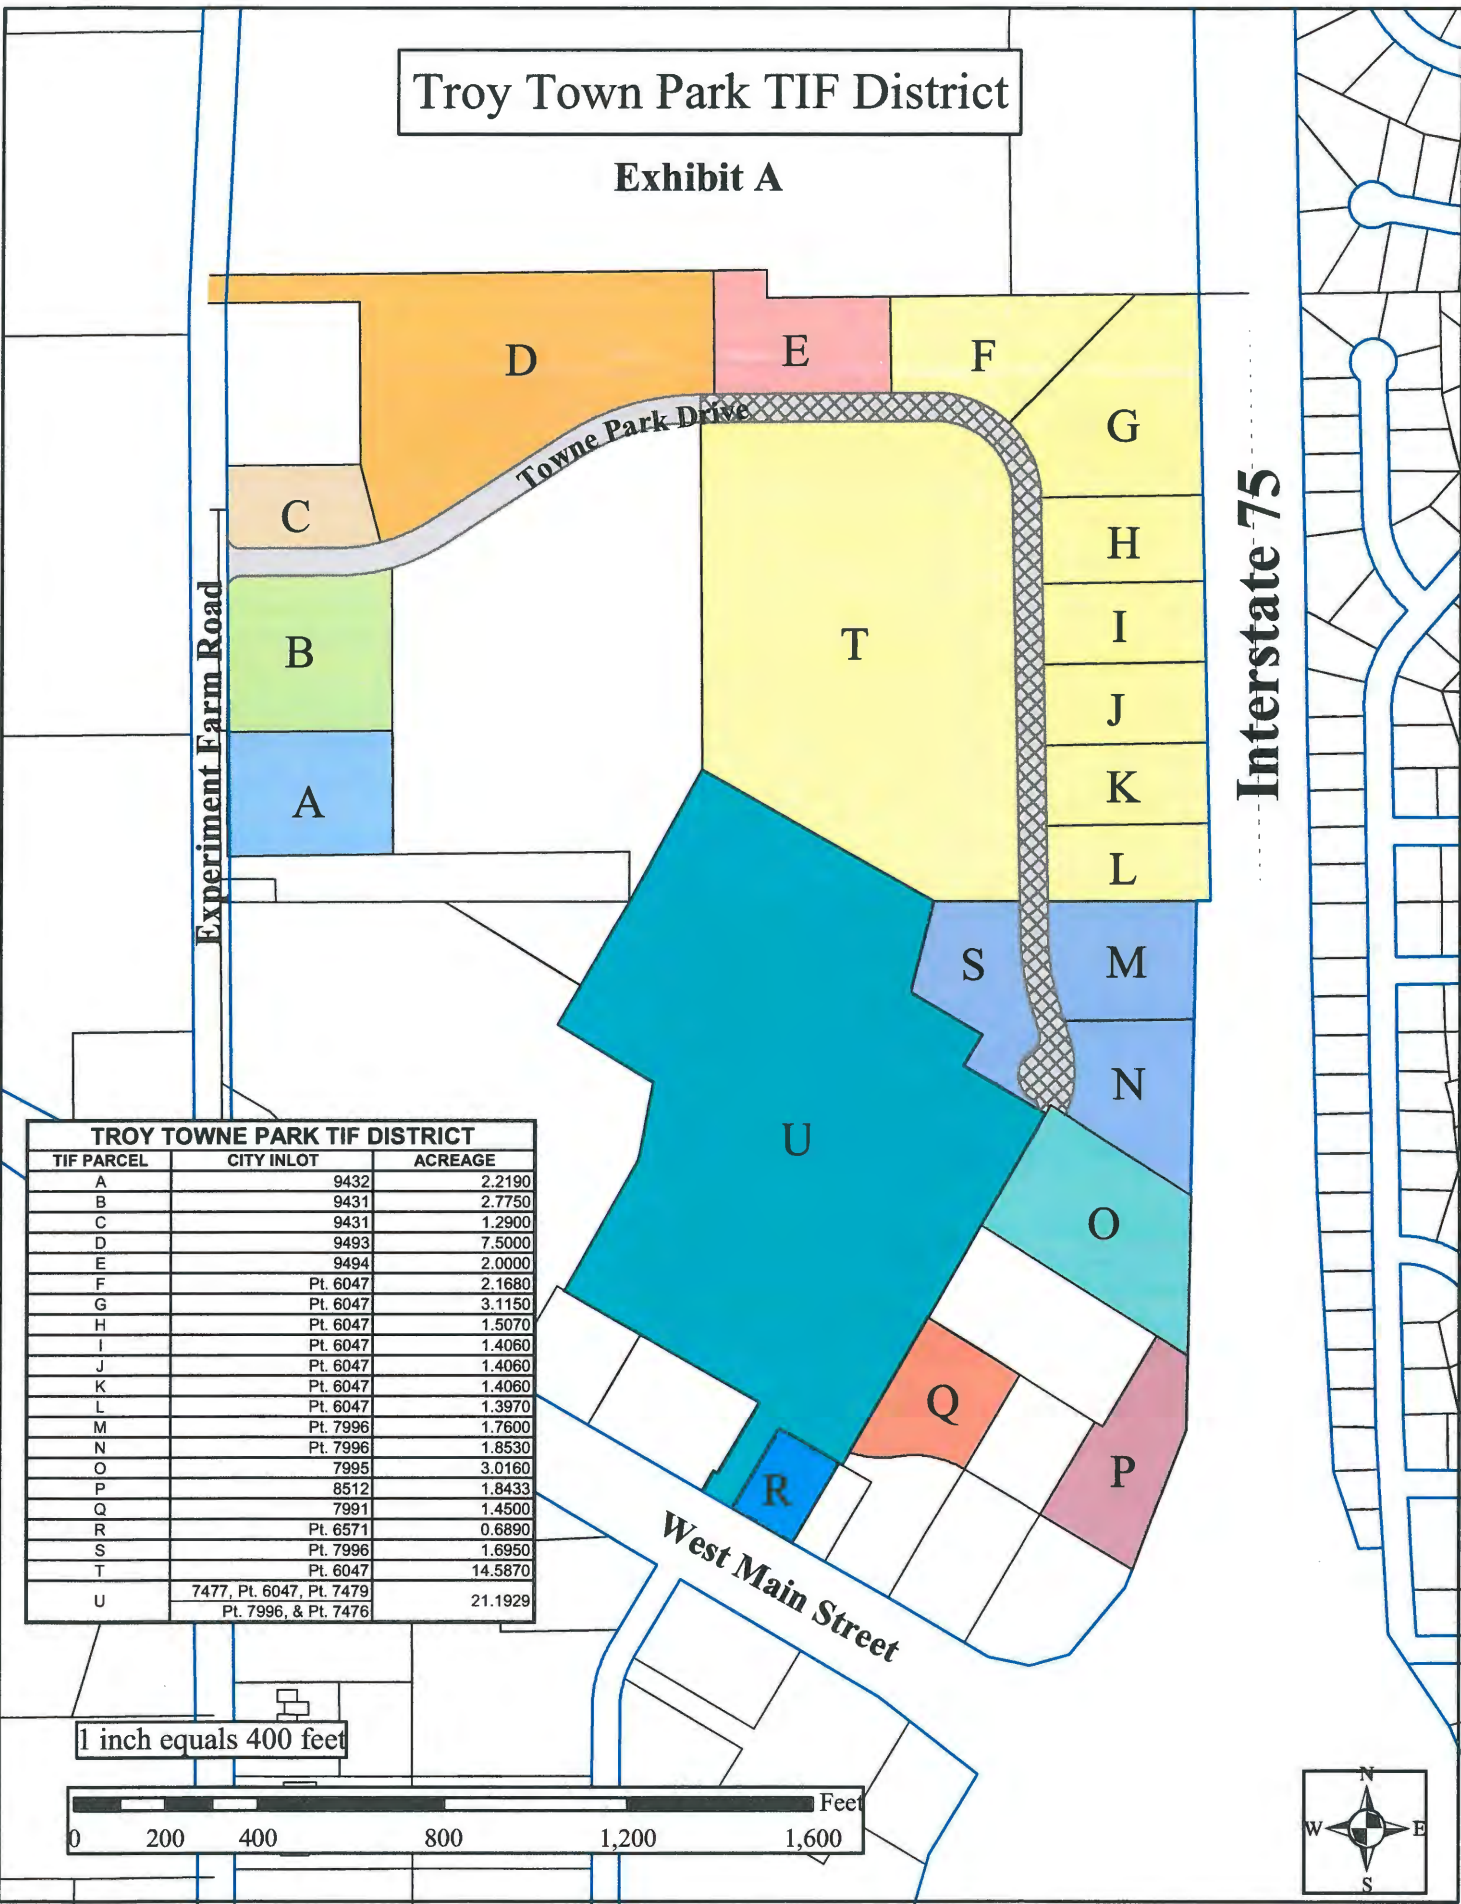 Troy Town Park TIF District
Exhibit A
D
E
F
G
Towne Park Drive
C
H
I
B
T
J
K
A
L
Experiment Farm Road
Interstate 75
S
M
N
U
O
Q
P
R
West Main Street
TROY TOWNE PARK TIF DISTRICT
TIF PARCEL CITY INLOT ACREAGE
A 9432 2.2190
B 9431 2.7750
C 9431 1.2900
D 9493 7.5000
E 9494 2.0000
F Pt. 6047 2.1680
G Pt. 6047 3.1150
H Pt. 6047 1.5070
I Pt. 6047 1.4060
J Pt. 6047 1.4060
K Pt. 6047 1.4060
L Pt. 6047 1.3970
M Pt. 7996 1.7600
N Pt. 7996 1.8530
O 7995 3.0160
P 8512 1.8433
Q 7991 1.4500
R Pt. 6571 0.6890
S Pt. 7996 1.6950
T Pt. 6047 14.5870
U 7477, Pt. 6047, Pt. 7479 21.1929
Pt. 7996, & Pt. 7476
1 inch equals 400 feet
Feet
0 200 400 800 1,200 1,600
N
W E
S